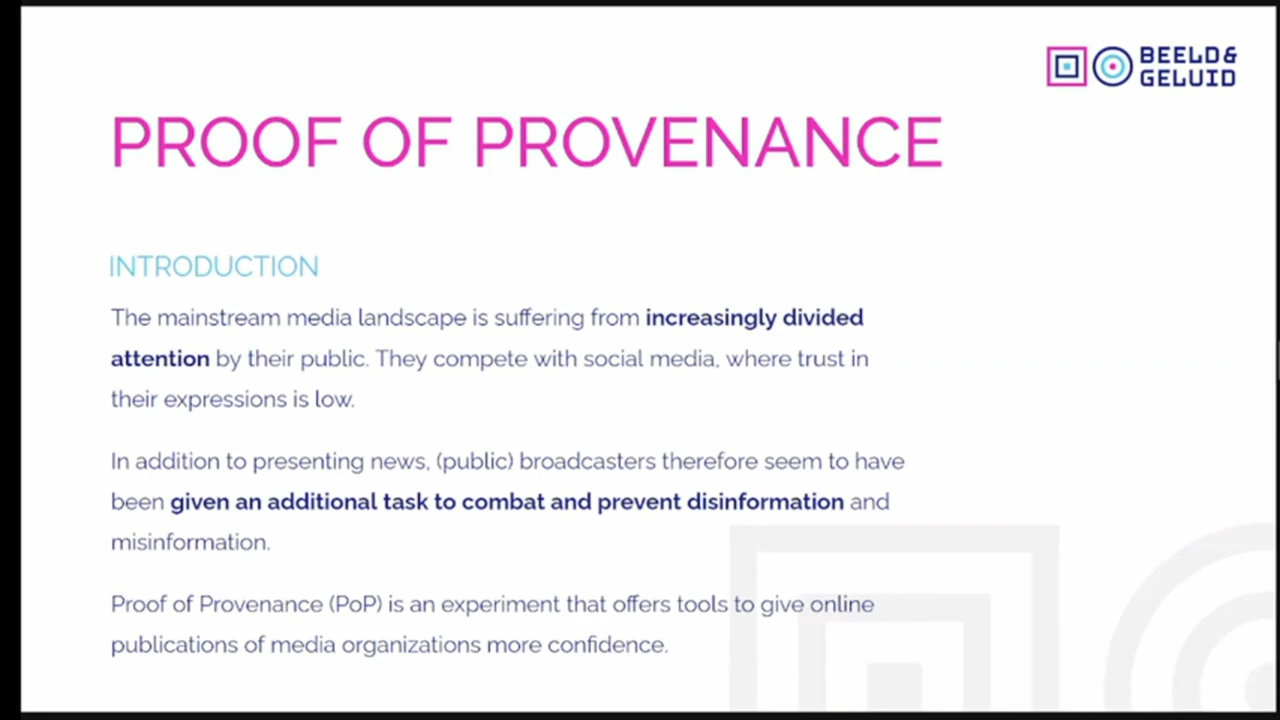 BEELD&
GELUID
PROOF OF PROVENANCE
INTRODUCTION
The mainstream media landscape is suffering from increasingly divided
attention by their public. They compete with social media, where trust in
their expressions is low.
In addition to presenting news, (public) broadcasters therefore seem to have
been given an additional task to combat and prevent disinformation and
misinformation.
Proof of Provenance (PoP) is an experiment that offers tools to give online
publications of media organizations more confidence.